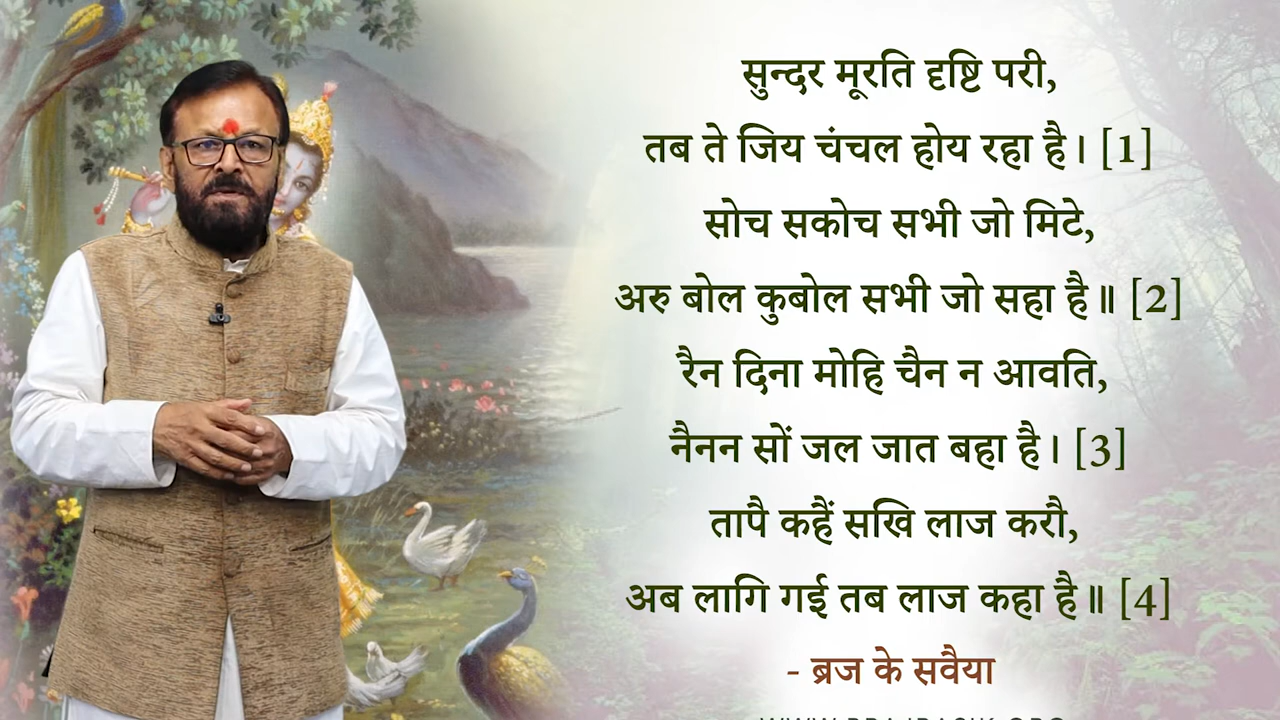 सुन्दर मूरति दृष्टि परी,
तब ते जिय चंचल होय रहा है। [1]
सोच सकोच सभी जो मिटे,
अरु बोल कुबोल सभी जो सहा है॥ [2]
रैन दिना मोहि चैन न आवति,
नैनन सों जल जात बहा है। [3]
तापै कहैं सखि लाज करौ,
अब लागि गई तब लाज कहा है॥ [4]
- ब्रज के सवैया